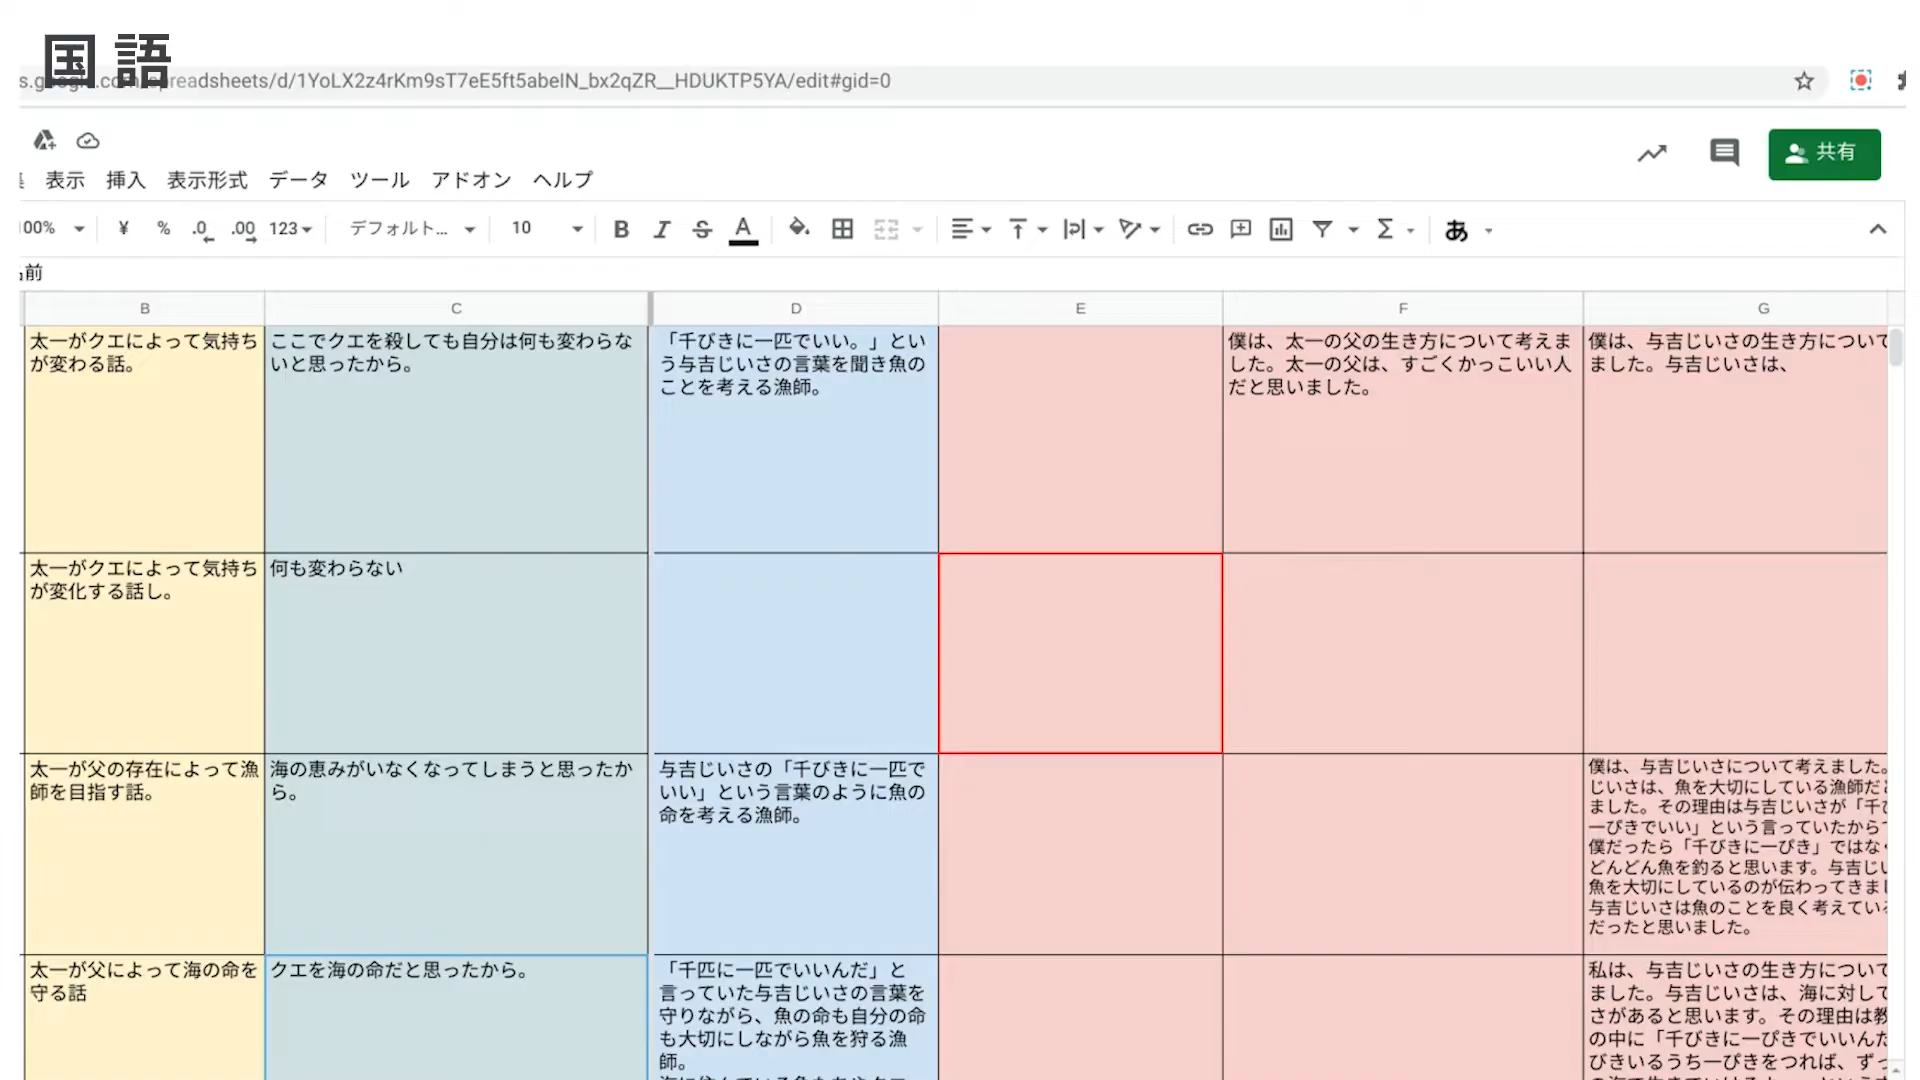 国語
spreadsheets/d/1YoLX2z4rKm9sT7eE5ft5abeIN_bx2qZR__HDUKTP5YA/edit#gid=0
共有
表示 挿入 表示形式 データ ツール アドオン ヘルプ
00% ¥ % .0 .00 123 デフォルト... 10 B I S A あ
前
B C D E F G
太一がクエによって気持ち
が変わる話。
ここでクエを殺しても自分は何も変わらな
いと思ったから。
「千びきに一匹でいい。」とい
う与吉じいさの言葉を聞き魚の
ことを考える漁師。
僕は、太一の父の生き方について考えま
した。太一の父は、すごくかっこいい人
だと思いました。
僕は、与吉じいさの生き方について
ました。与吉じいさは、
太一がクエによって気持ち
が変化する話し。
何も変わらない
太一が父の存在によって漁
師を目指す話。
海の恵みがいなくなってしまうと思ったか
ら。
与吉じいさの「千びきに一匹で
いい」という言葉のように魚の
命を考える漁師。
僕は、与吉じいさについて考えました。
じいさは、魚を大切にしている漁師だ
ました。その理由は与吉じいさが「千
一ぴきでいい」という言っていたから
僕だったら「千びきに一ぴき」ではな
どんどん魚を釣ると思います。与吉じ
魚を大切にしているのが伝わってきま
与吉じいさは魚のことを良く考えてい
だったと思いました。
太一が父によって海の命を
守る話
クエを海の命だと思ったから。
「千匹に一匹でいいんだ」と
言っていた与吉じいさの言葉を
守りながら、魚の命も自分の命
も大切にしながら魚を狩る漁
師。
私は、与吉じいさの生き方について
ました。与吉じいさは、海に対して
さがあると思います。その理由は教
の中に「千びきに一ぴきでいいんだ
びきいるうち一ぴきをつれば、ずっ